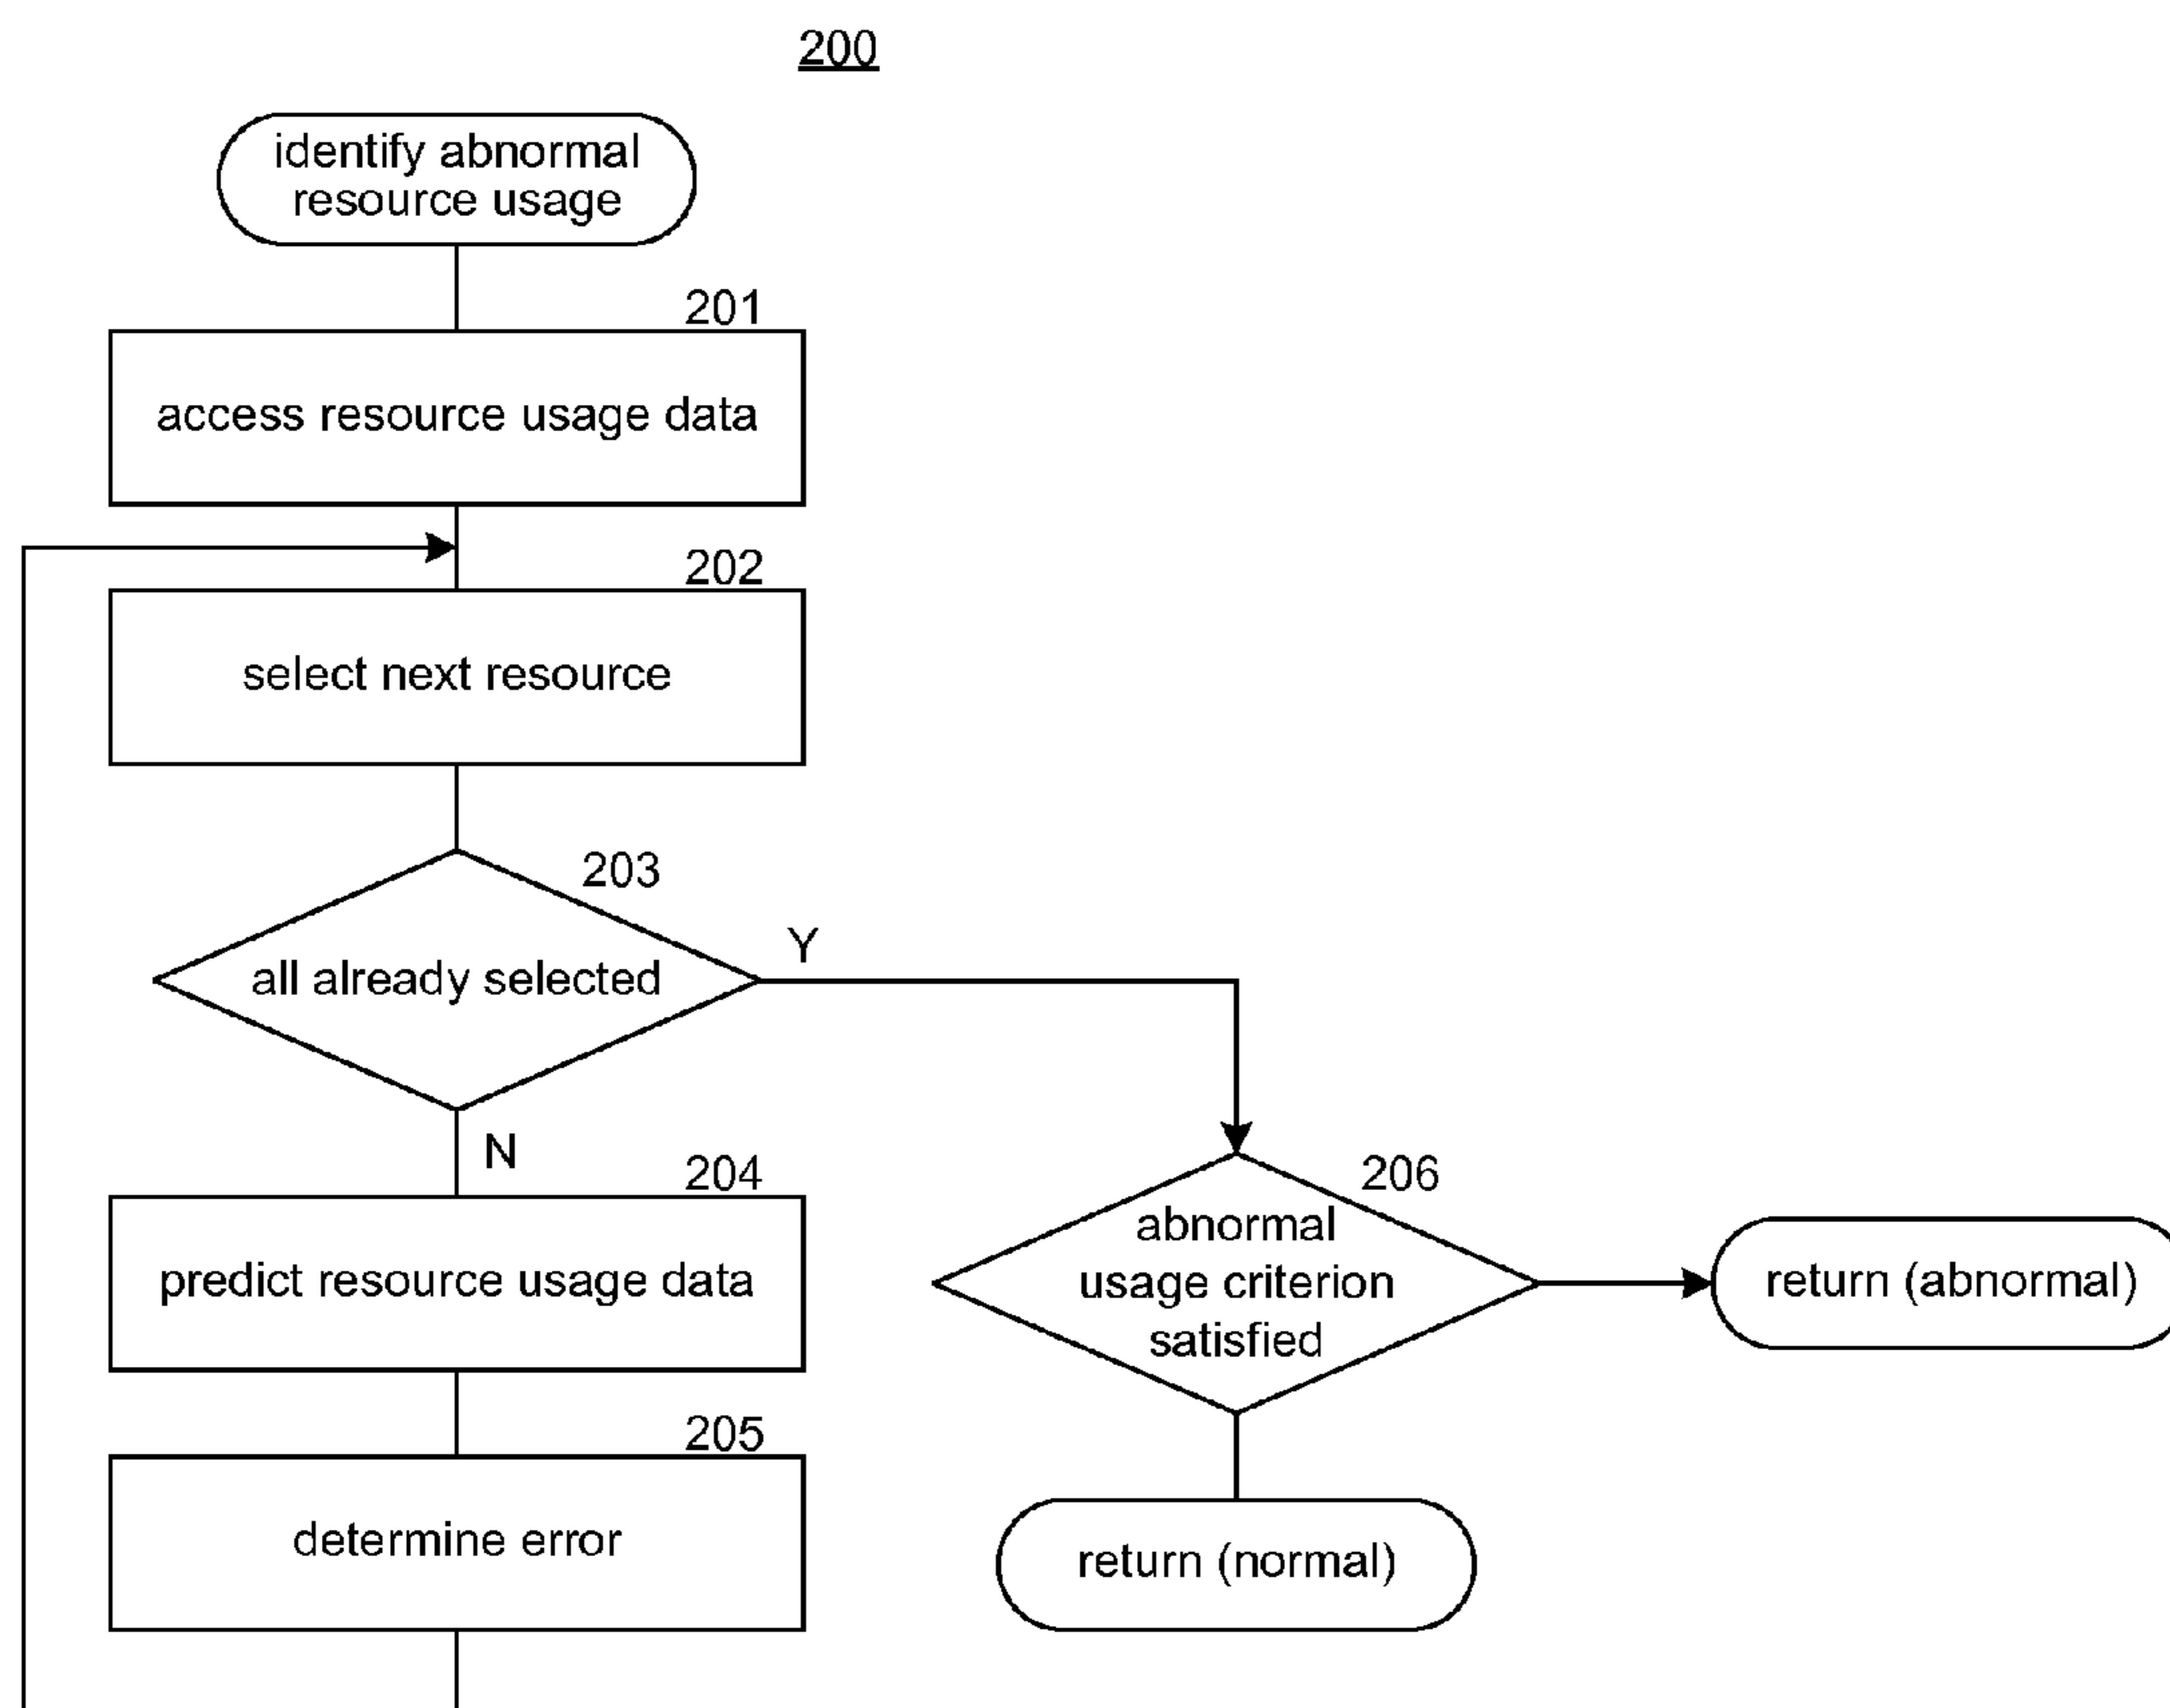 200
identify abnormal
resource usage
201
access resource usage data
202
select next resource
203
all already selected
Y
N
204
predict resource usage data
205
determine error
206
abnormal
usage criterion
satisfied
return (abnormal)
return (normal)